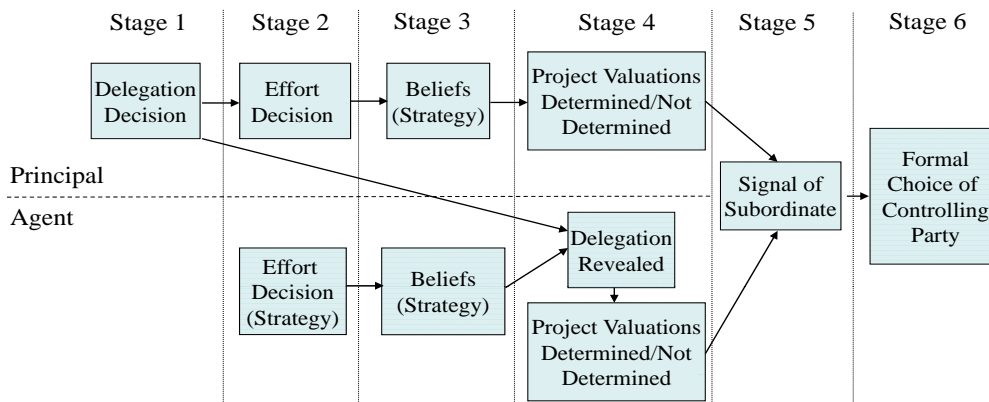 Stage 1
Stage 2
Stage 3
Stage 4
Stage 5
Stage 6
Delegation
Decision
Effort
Decision
Beliefs
(Strategy)
Project Valuations
Determined/Not
Determined
Principal
Agent
Signal of
Subordinate
Formal
Choice of
Controlling
Party
Delegation
Revealed
Effort
Decision
(Strategy)
Beliefs
(Strategy)
Project Valuations
Determined/Not
Determined